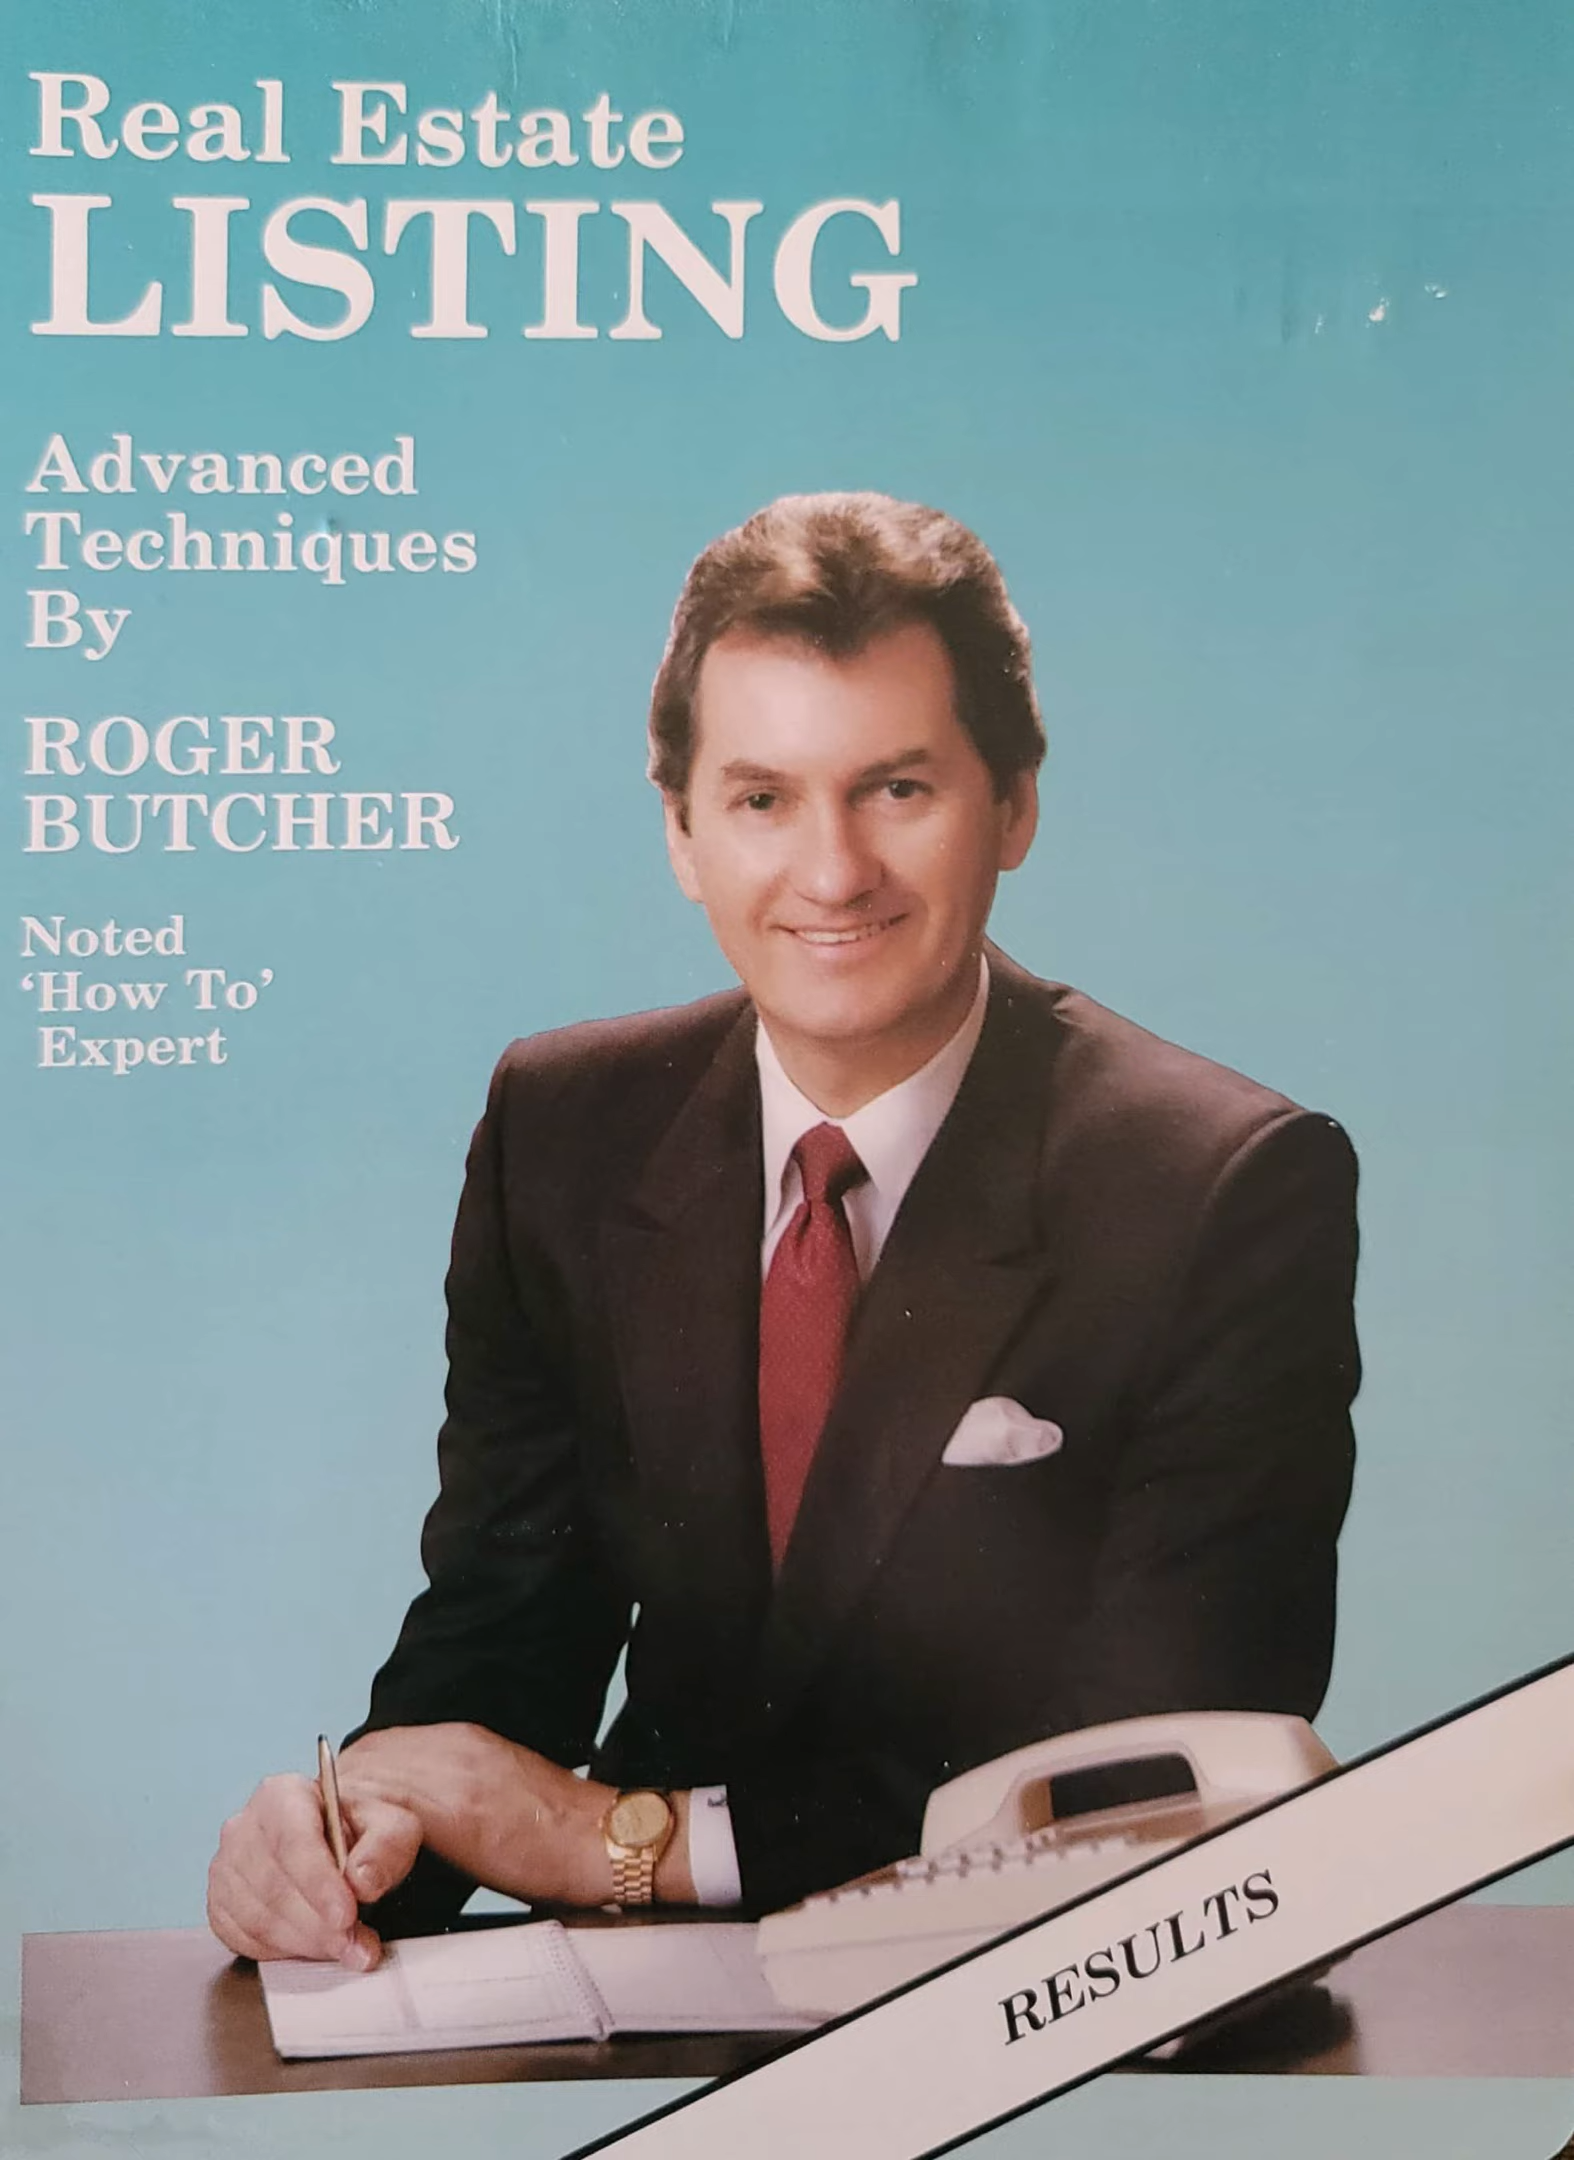 Real Estate
LISTING
Advanced
Techniques
By
ROGER
BUTCHER
Noted
‘How To’
Expert
RESULTS